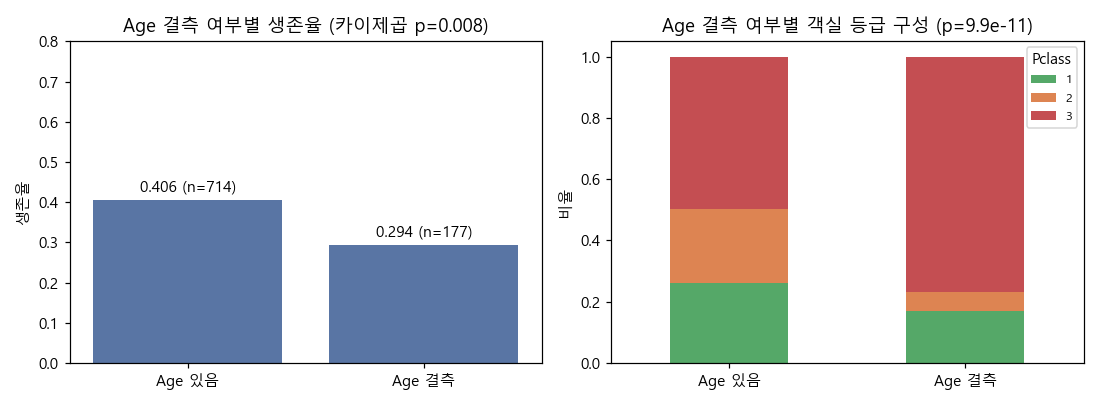 Age 결측 여부별 생존율 (카이제곱 p=0.008)
0.8
0.7
0.6
0.5
0.4
0.3
0.2
0.1
0.0
생존율
0.406 (n=714)
0.294 (n=177)
Age 있음
Age 결측
Age 결측 여부별 객실 등급 구성 (p=9.9e-11)
1.0
0.8
0.6
0.4
0.2
0.0
비율
Pclass
1
2
3
Age 있음
Age 결측